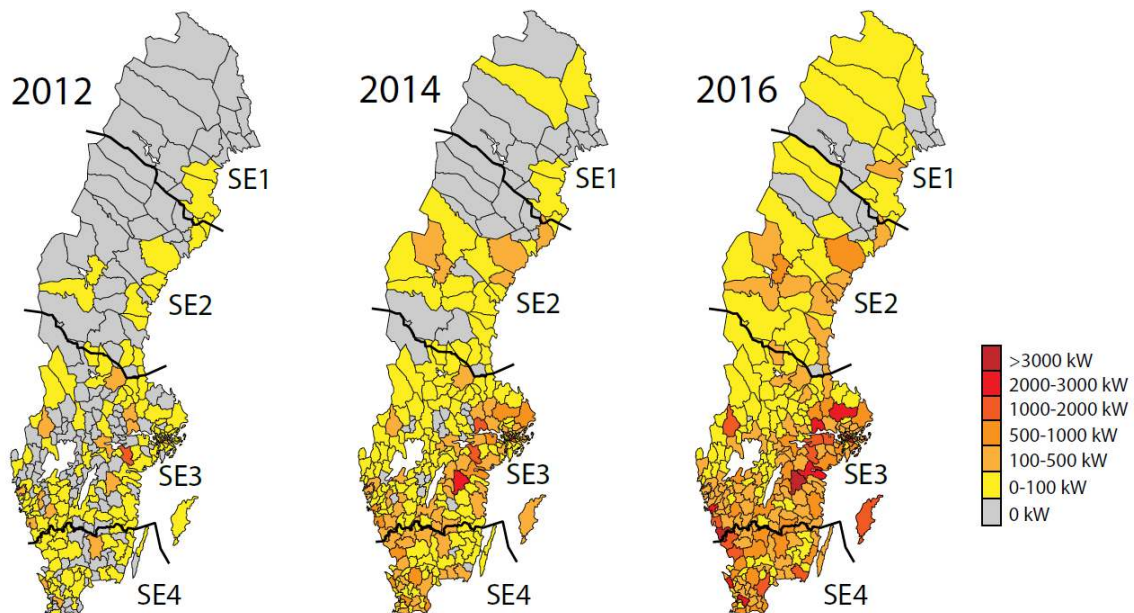 2012
2014
2016
SE1
SE1
SE1
SE2
SE2
SE2
SE3
SE3
SE3
SE4
SE4
SE4
>3000 kW
2000-3000 kW
1000-2000 kW
500-1000 kW
100-500 kW
0-100 kW
0 kW